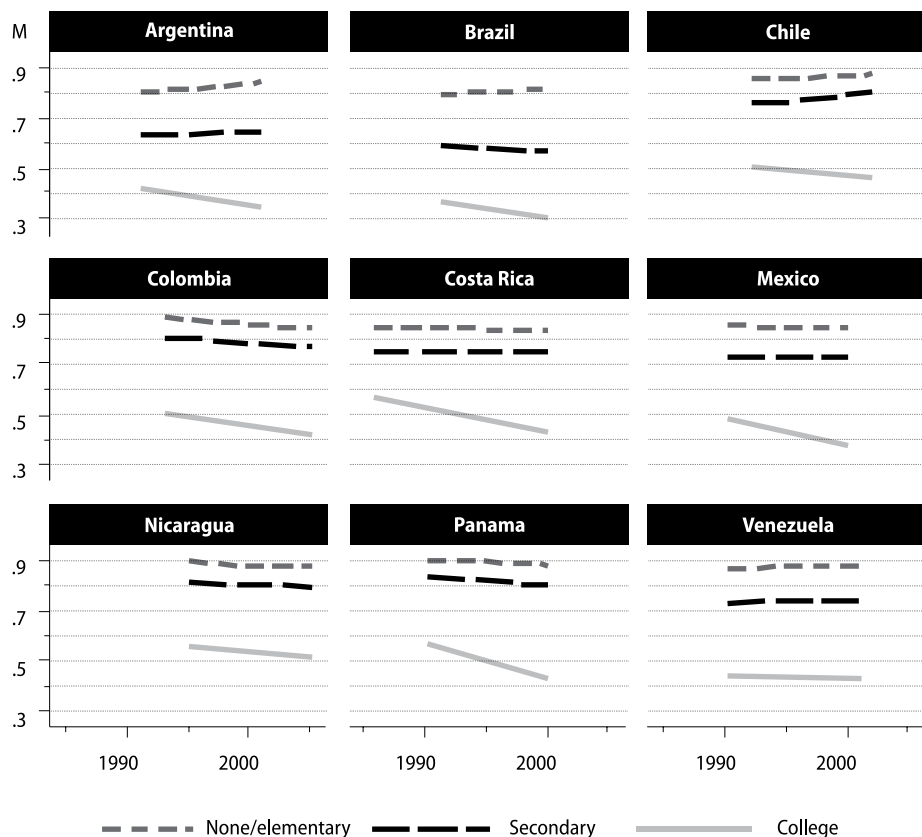 M
Argentina Brazil Chile
.9
.7
.5
.3
Colombia Costa Rica Mexico
.9
.7
.5
.3
Nicaragua Panama Venezuela
.9
.7
.5
.3
1990 2000 1990 2000 1990 2000
None/elementary Secondary College